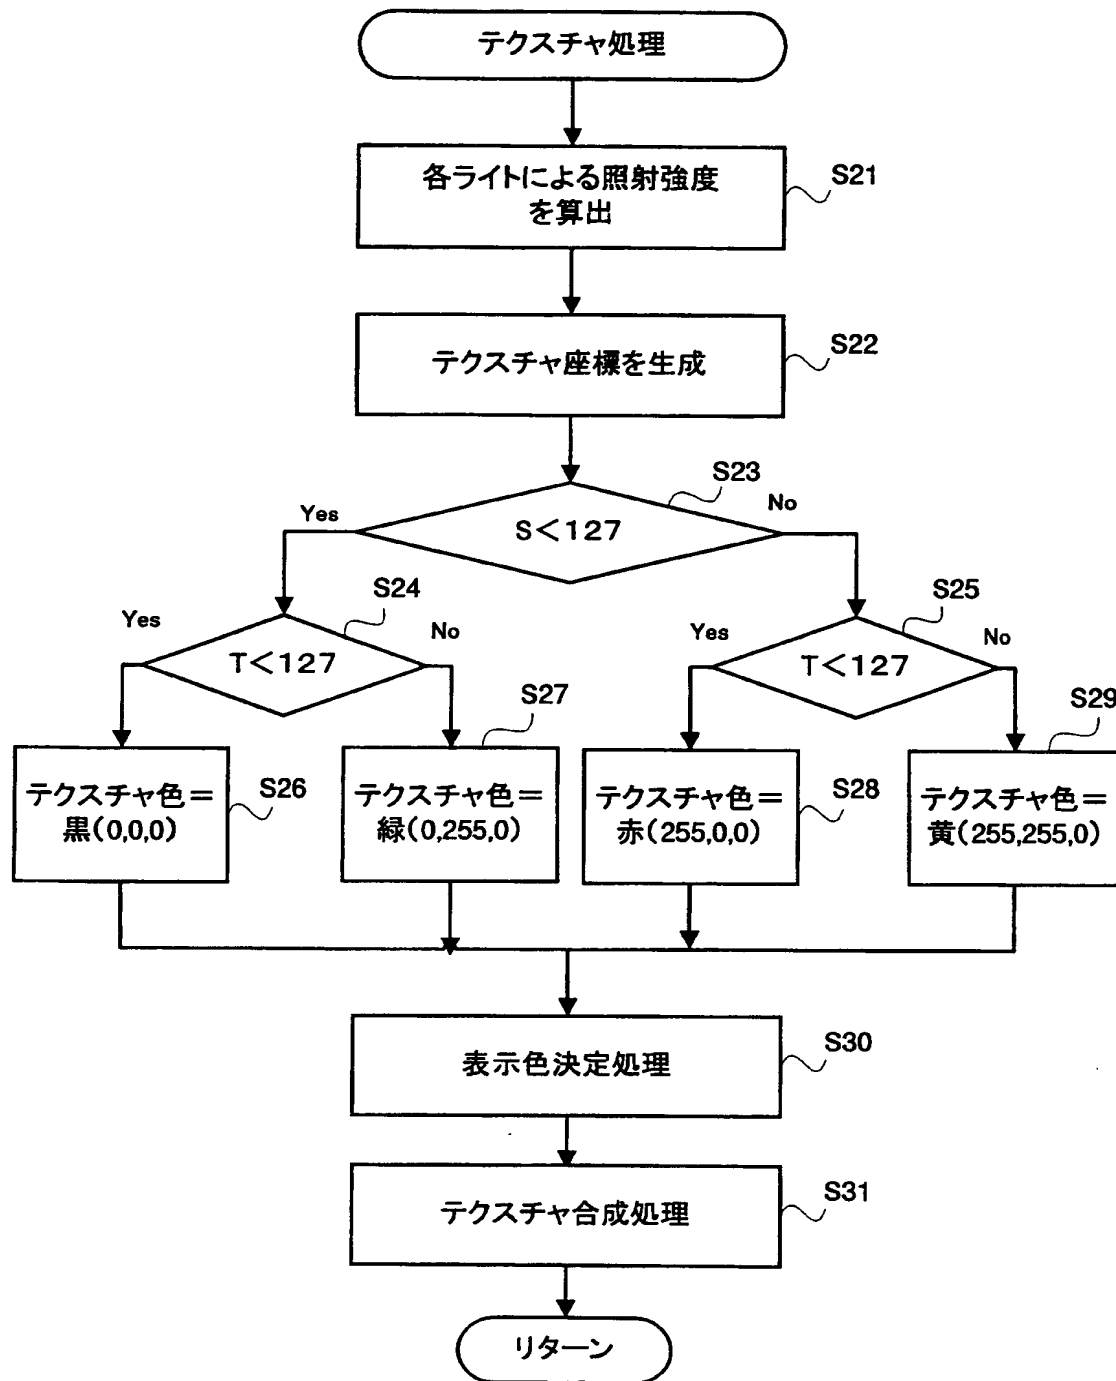 テクスチャ処理
各ライトによる照射強度
を算出
S21
テクスチャ座標を生成
S22
S23
Yes
No
S<127
S24
Yes
No
T<127
S25
Yes
No
T<127
S27
S29
テクスチャ色=
黒(0,0,0)
S26
テクスチャ色=
緑(0,255,0)
テクスチャ色=
赤(255,0,0)
S28
テクスチャ色=
黄(255,255,0)
表示色決定処理
S30
テクスチャ合成処理
S31
リターン